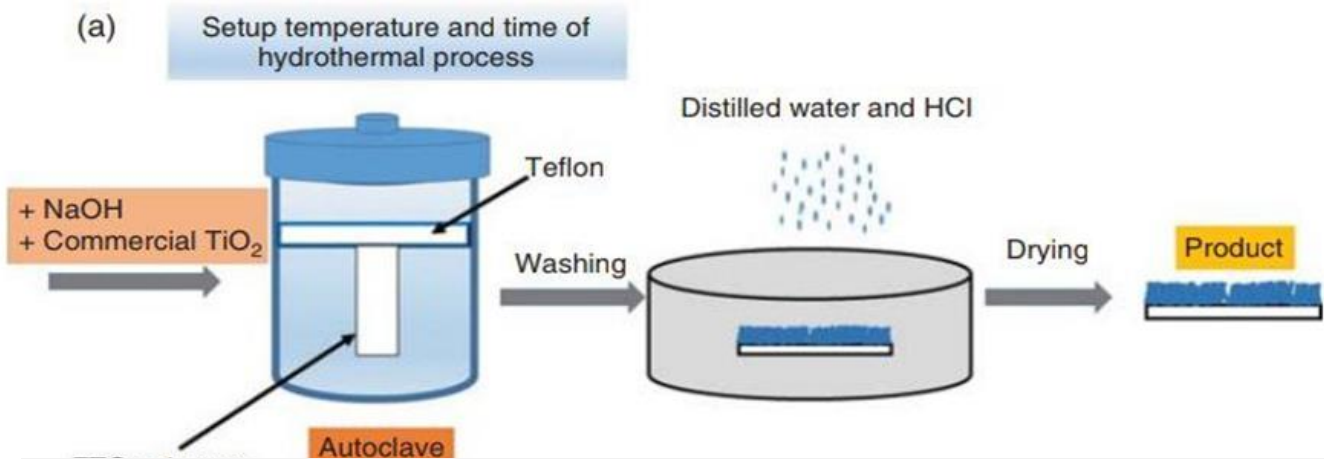 (a)
Setup temperature and time of
hydrothermal process
Distilled water and HCl
Teflon
+ NaOH
+ Commercial TiO₂
Washing
Drying
Product
Autoclave